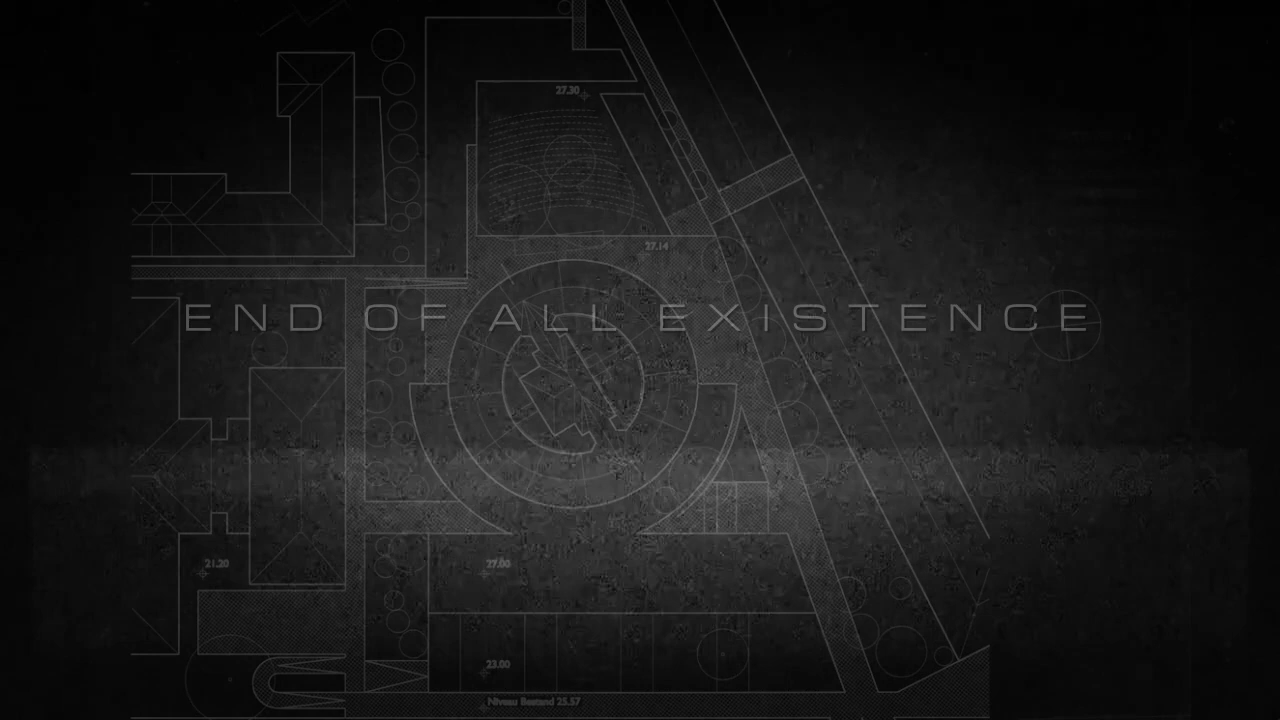 27.30
27.14
END OF ALL EXISTENCE
21.20
27.00
23.00
Niveau Bestand 25.57